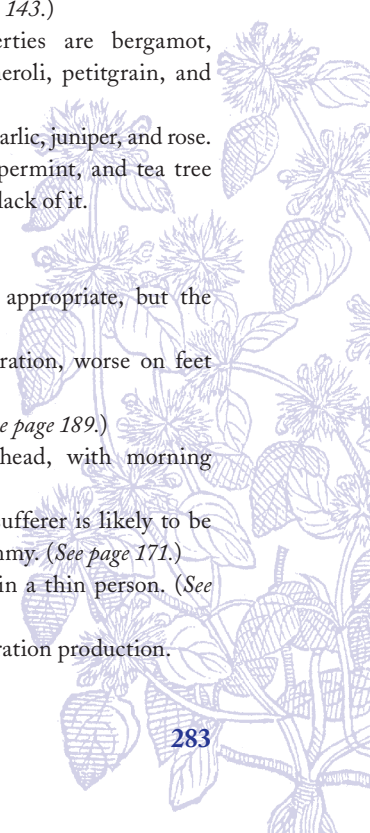 143.)
erties are bergamot,
eroli, petitgrain, and
arlic, juniper, and rose.
permint, and tea tree
lack of it.
appropriate, but the
ration, worse on feet
e page 189.)
head, with morning
ufferer is likely to be
mmy. (See page 171.)
in a thin person. (See
ration production.
283